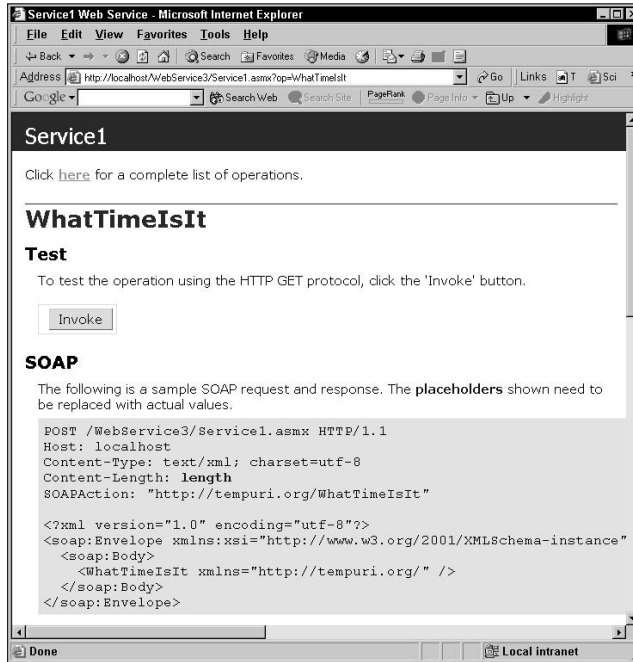 Service1 Web Service - Microsoft Internet Explorer
File Edit View Favorites Tools Help
Back Search Favorites Media
Address http://localhost/WebService3/Service1.asmx?op=WhatTimeIsIt Go Links T Sci
Google Search Web Search Site PageRank Page Info Up Highlight
Service1
Click here for a complete list of operations.
WhatTimeIsIt
Test
To test the operation using the HTTP GET protocol, click the 'Invoke' button.
Invoke
SOAP
The following is a sample SOAP request and response. The placeholders shown need to
be replaced with actual values.
POST /WebService3/Service1.asmx HTTP/1.1
Host: localhost
Content-Type: text/xml; charset=utf-8
Content-Length: length
SOAPAction: "http://tempuri.org/WhatTimeIsIt"
<?xml version="1.0" encoding="utf-8"?>
<soap:Envelope xmlns:xsi="http://www.w3.org/2001/XMLSchema-instance"
<soap:Body>
<WhatTimeIsIt xmlns="http://tempuri.org/" />
</soap:Body>
</soap:Envelope>
Done Local intranet